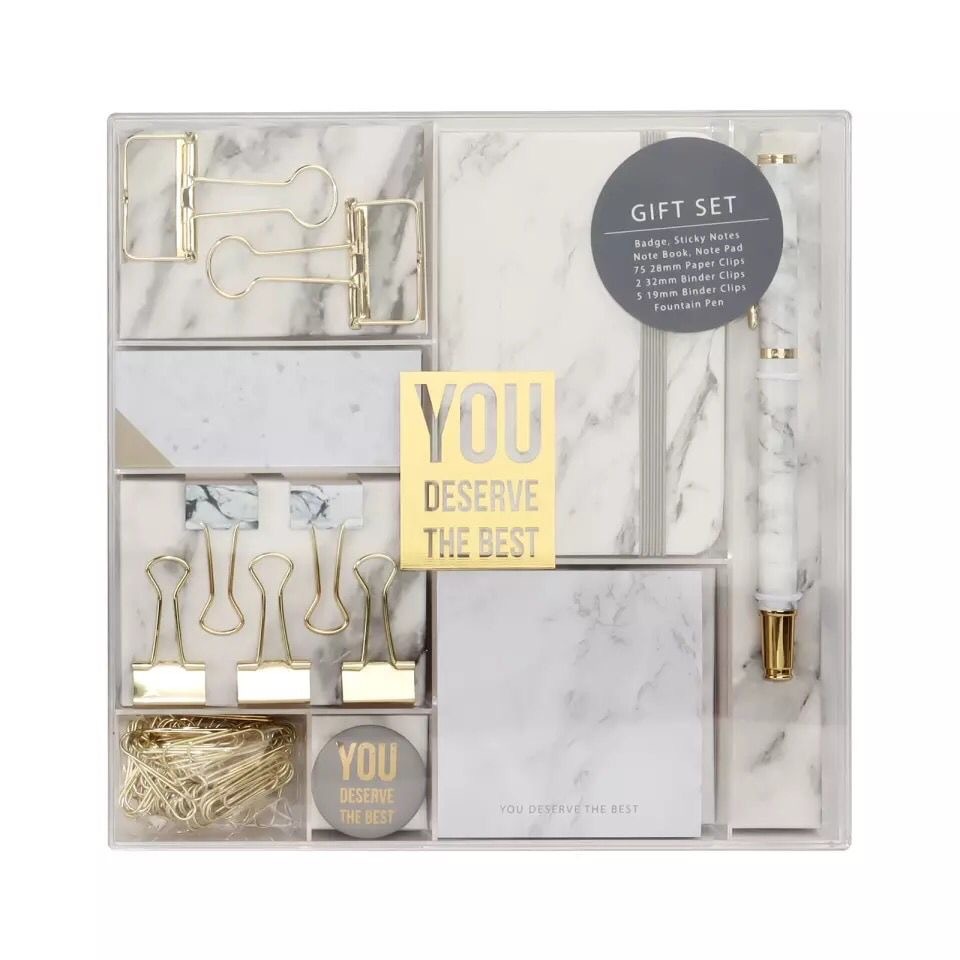 GIFT SET
Badge, Sticky Notes
Note Book, Note Pad
75 28mm Paper Clips
2 32mm Binder Clips
5 19mm Binder Clips
Fountain Pen
YOU
DESERVE
THE BEST
YOU
DESERVE
THE BEST
YOU DESERVE THE BEST